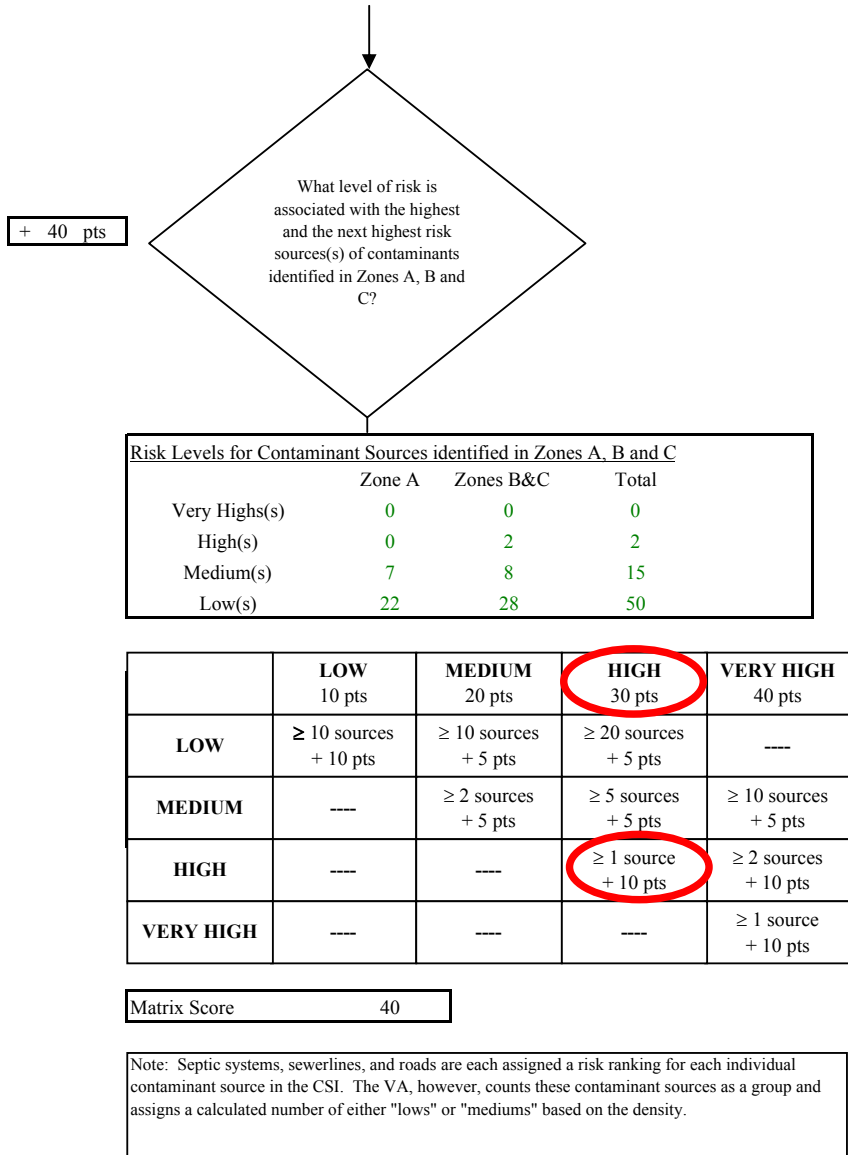 What level of risk is
associated with the highest
and the next highest risk
sources(s) of contaminants
identified in Zones A, B and
C?
+ 40 pts
Risk Levels for Contaminant Sources identified in Zones A, B and C
Zone A Zones B&C Total
Very Highs(s) 0 0 0
High(s) 0 2 2
Medium(s) 7 8 15
Low(s) 22 28 50
LOW MEDIUM HIGH VERY HIGH
10 pts 20 pts 30 pts 40 pts
LOW ≥ 10 sources ≥ 10 sources ≥ 20 sources ----
+ 10 pts + 5 pts + 5 pts
MEDIUM ---- ≥ 2 sources ≥ 5 sources ≥ 10 sources
+ 5 pts + 5 pts + 5 pts
HIGH ---- ---- ≥ 1 source ≥ 2 sources
+ 10 pts + 10 pts
VERY HIGH ---- ---- ---- ≥ 1 source
+ 10 pts
Matrix Score 40
Note: Septic systems, sewerlines, and roads are each assigned a risk ranking for each individual
contaminant source in the CSI. The VA, however, counts these contaminant sources as a group and
assigns a calculated number of either "lows" or "mediums" based on the density.